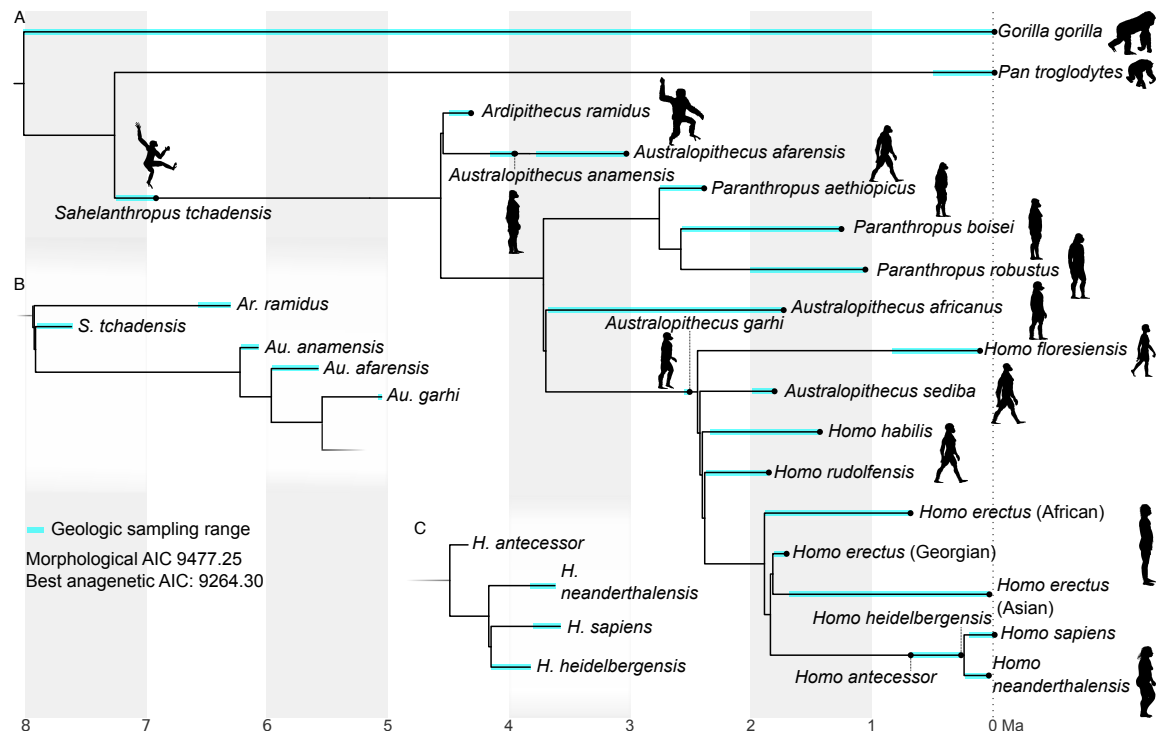 A
Gorilla gorilla
Pan troglodytes
Ardipithecus ramidus
Australopithecus afarensis
Australopithecus anamensis
Paranthropus aethiopicus
Sahelanthropus tchadensis
Paranthropus boisei
Paranthropus robustus
B
Ar. ramidus
S. tchadensis
Au. anamensis
Au. afarensis
Au. garhi
Australopithecus africanus
Australopithecus garhi
Homo floresiensis
Australopithecus sediba
Homo habilis
Homo rudolfensis
Geologic sampling range
Morphological AIC 9477.25
Best anagenetic AIC: 9264.30
C
H. antecessor
H.
neanderthalensis
H. sapiens
H. heidelbergensis
Homo erectus (African)
Homo erectus (Georgian)
Homo erectus
(Asian)
Homo heidelbergensis
Homo sapiens
Homo antecessor
Homo
neanderthalensis
8 7 6 5 4 3 2 1 0 Ma